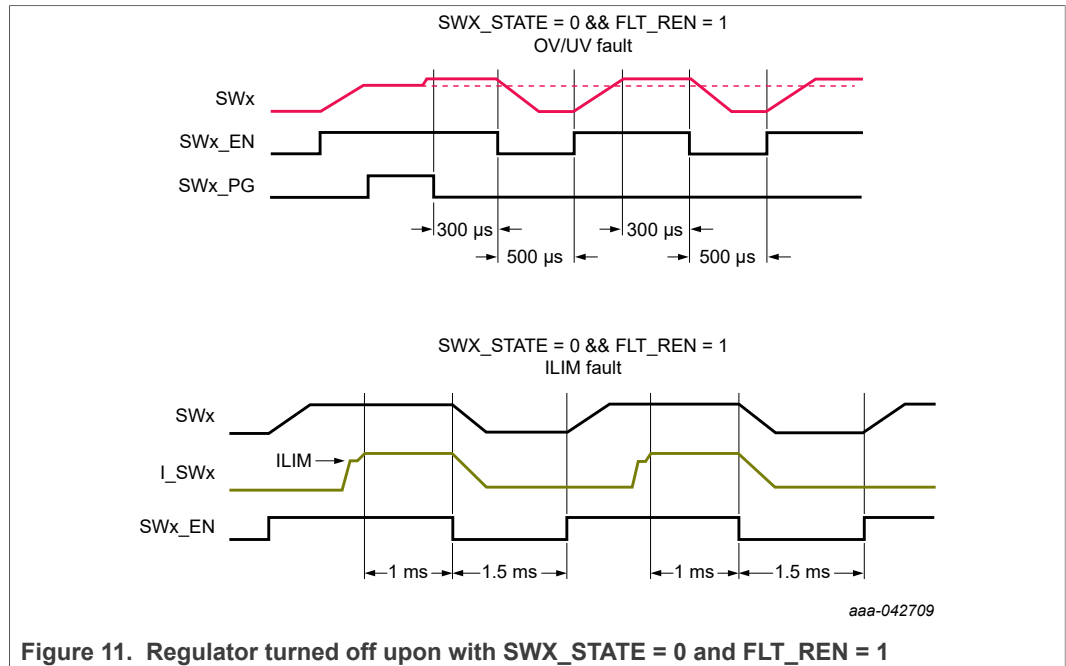 SWX_STATE = 0 && FLT_REN = 1
OV/UV fault
SWx
SWx_EN
SWx_PG
300 µs
300 µs
500 µs
500 µs
SWX_STATE = 0 && FLT_REN = 1
ILIM fault
SWx
ILIM
I_SWx
SWx_EN
1 ms
1.5 ms
1 ms
1.5 ms
aaa-042709
Figure 11. Regulator turned off upon with SWX_STATE = 0 and FLT_REN = 1